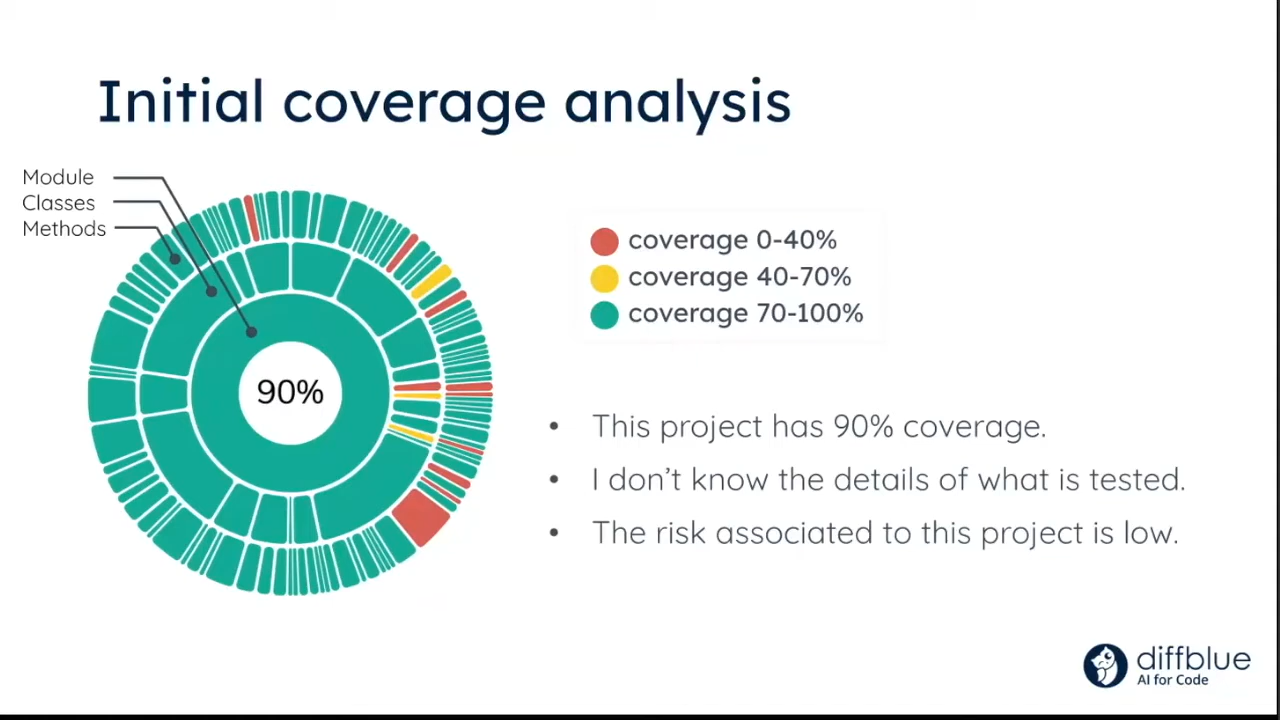 Initial coverage analysis
Module
Classes
Methods
90%
coverage 0-40%
coverage 40-70%
coverage 70-100%
• This project has 90% coverage.
• I don’t know the details of what is tested.
• The risk associated to this project is low.
diffblue
AI for Code